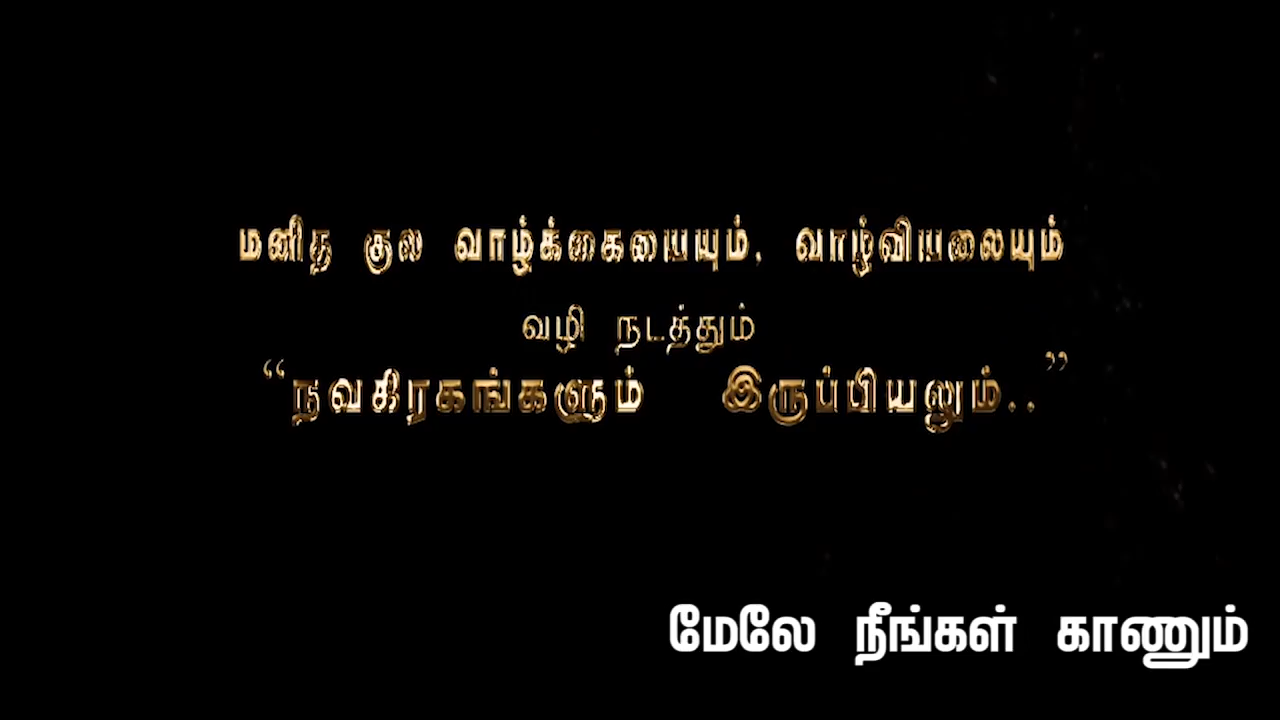 மனித குல வாழ்க்கையையும், வாழ்வியலையும்
வழி நடத்தும்
“நவகிரகங்களும் இருப்பியலும்..”
மேலே நீங்கள் காணும்